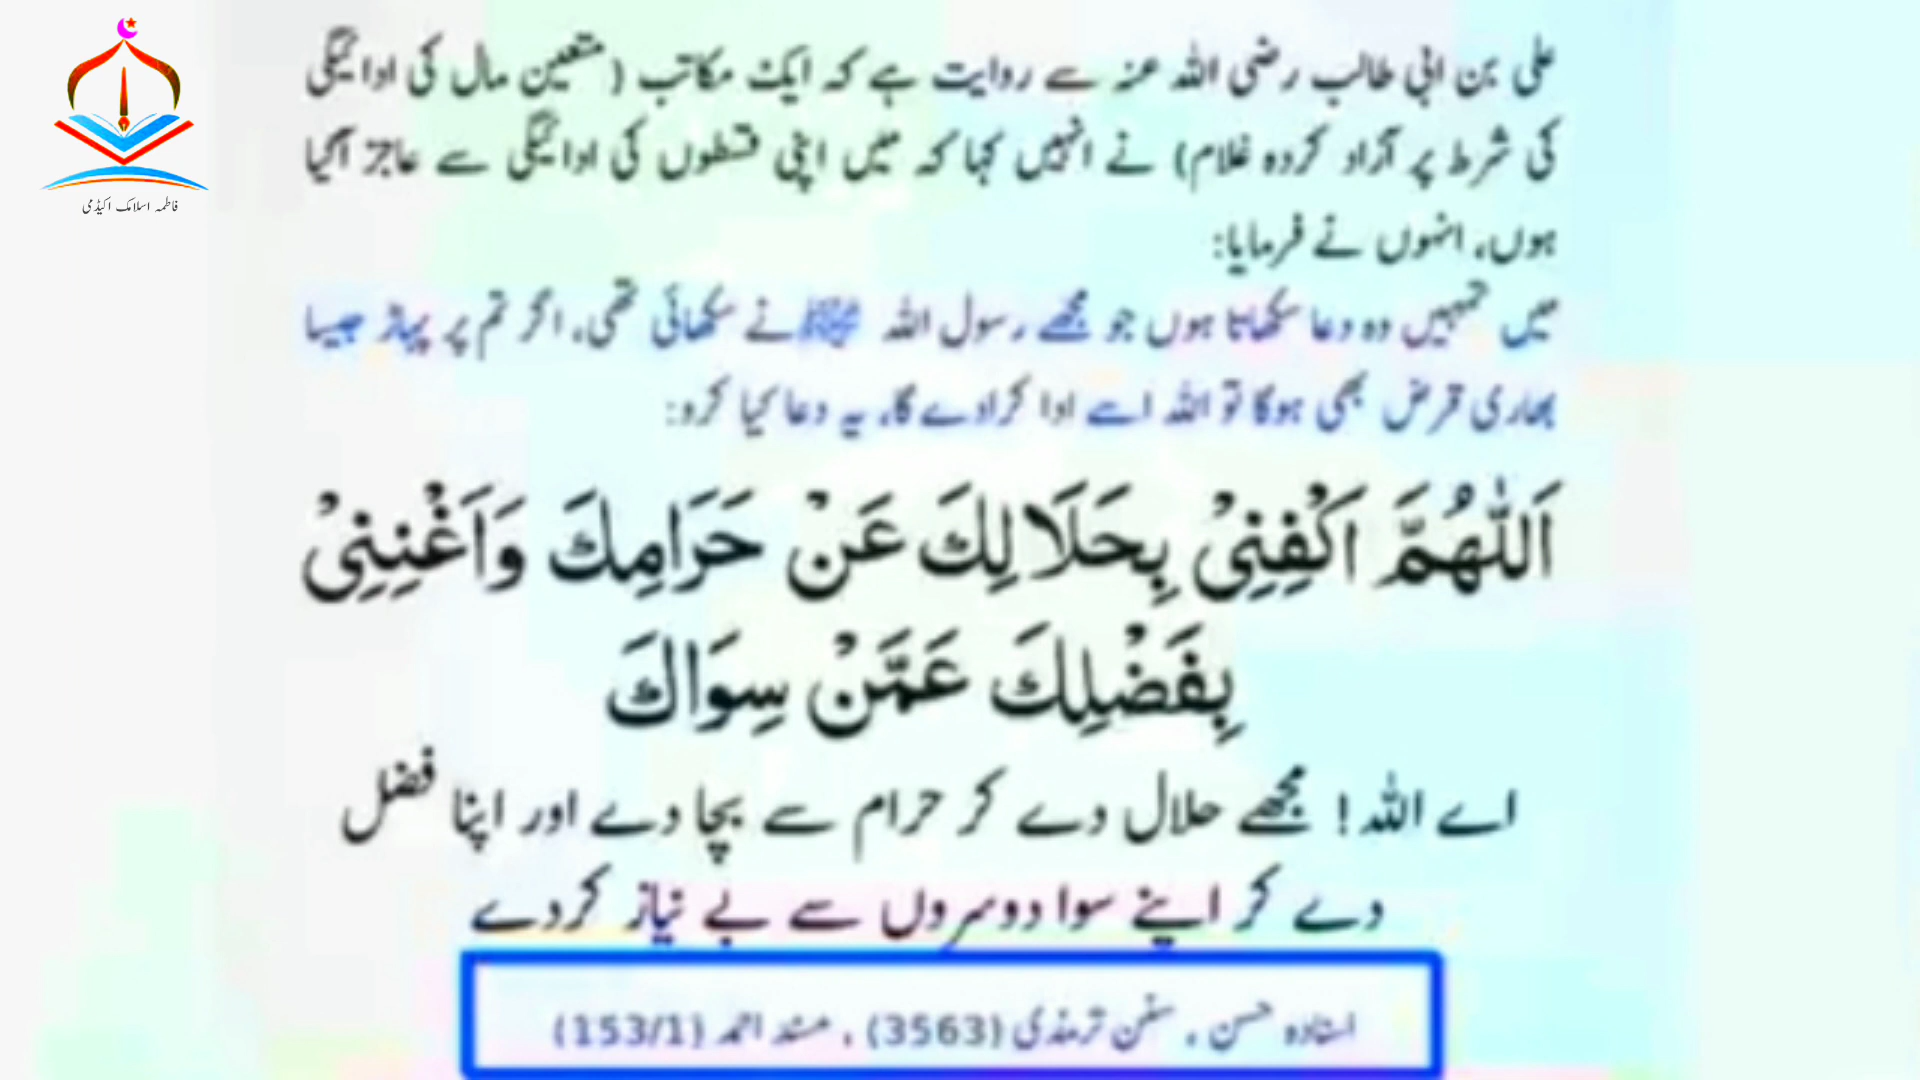 فاطمہ اسلامک اکیڈمی
علی بن ابی طالب رضی اللہ عنہ سے روایت ہے کہ ایک مکاتب (متعین مال کی ادائیگی
کی شرط پر آزاد کردہ غلام) نے انہیں کہا کہ میں اپنی قسطوں کی ادائیگی سے عاجز آگیا
ہوں، انہوں نے فرمایا:
میں تمہیں وہ دعا سکھاتا ہوں جو مجھے رسول اللہ ﷺ نے سکھائی تھی، اگر تم پر پہاڑ جیسا
بھاری قرض بھی ہوگا تو اللہ اسے ادا کرادے گا، یہ دعا کیا کرو:
اَللّٰهُمَّ اكْفِنِيْ بِحَلَالِكَ عَنْ حَرَامِكَ وَاَغْنِنِيْ
بِفَضْلِكَ عَمَّنْ سِوَاكَ
اے اللہ! مجھے حلال دے کر حرام سے بچا دے اور اپنا فضل
دے کر اپنے سوا دوسروں سے بے نیاز کردے
اسنادہ حسن ، سنن ترمذی (3563) ، مسند احمد (153/1)